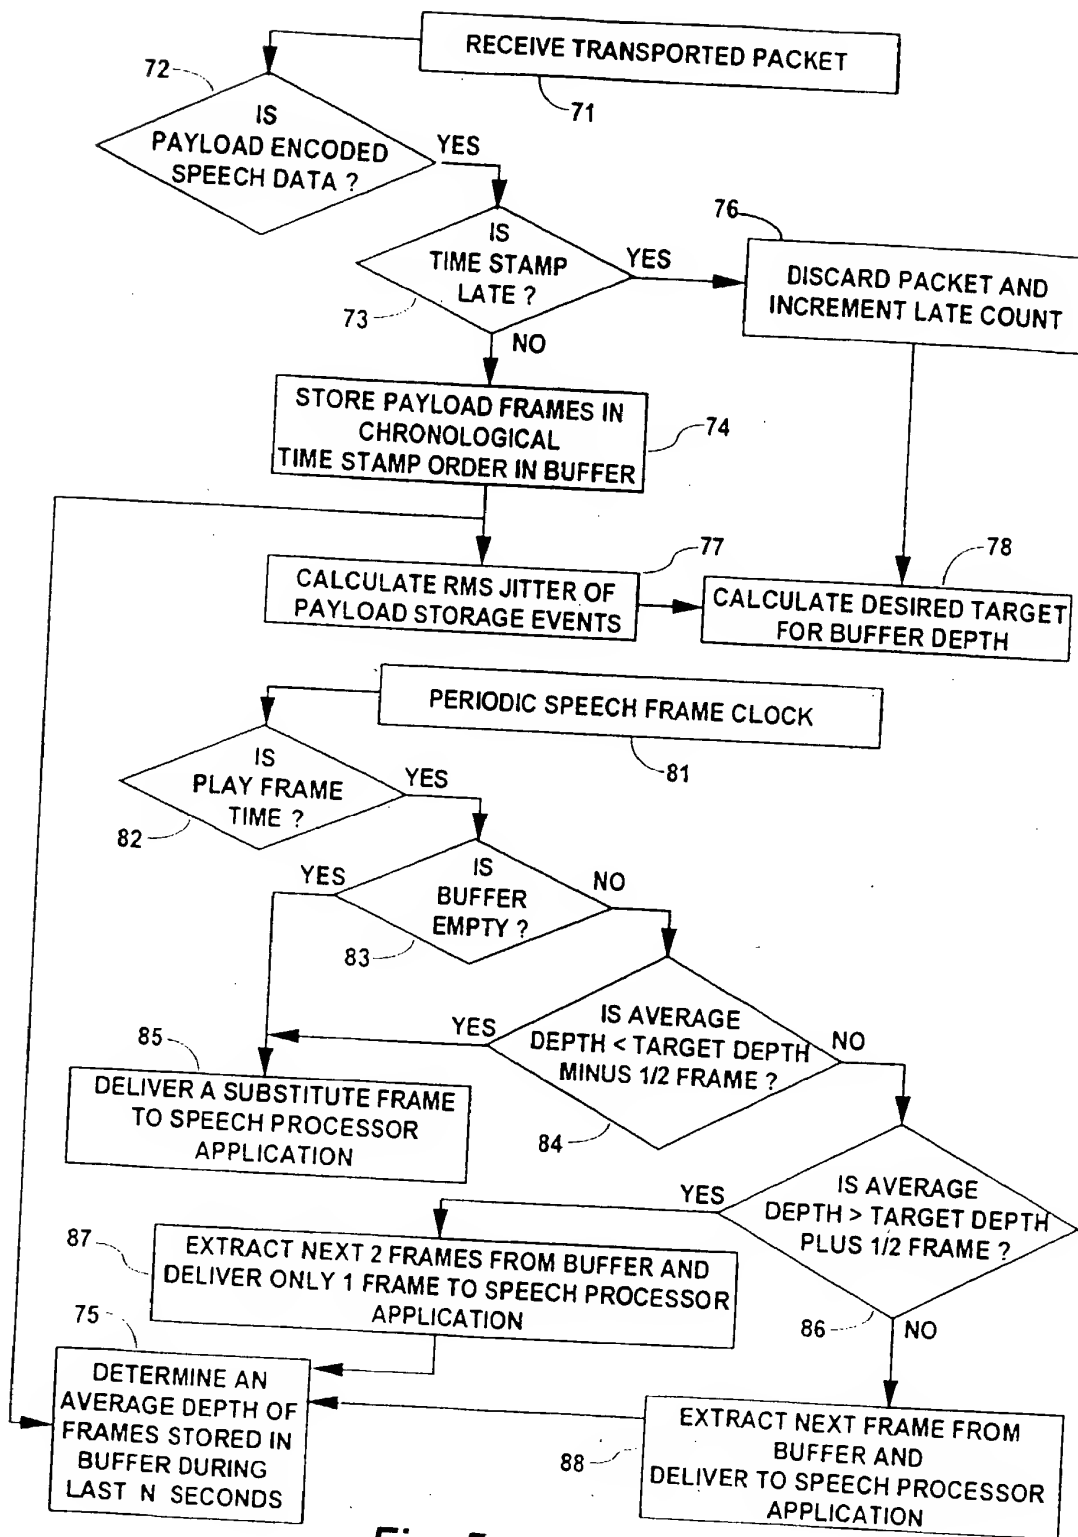 RECEIVE TRANSPORTED PACKET
71
72
IS
PAYLOAD ENCODED
SPEECH DATA ?
YES
IS
TIME STAMP
LATE ?
73
YES
NO
76
DISCARD PACKET AND
INCREMENT LATE COUNT
STORE PAYLOAD FRAMES IN
CHRONOLOGICAL
TIME STAMP ORDER IN BUFFER
74
77
CALCULATE RMS JITTER OF
PAYLOAD STORAGE EVENTS
78
CALCULATE DESIRED TARGET
FOR BUFFER DEPTH
PERIODIC SPEECH FRAME CLOCK
81
IS
PLAY FRAME
TIME ?
82
YES
YES
IS
BUFFER
EMPTY ?
83
NO
YES
IS AVERAGE
DEPTH < TARGET DEPTH
MINUS 1/2 FRAME ?
84
NO
85
DELIVER A SUBSTITUTE FRAME
TO SPEECH PROCESSOR
APPLICATION
YES
IS AVERAGE
DEPTH > TARGET DEPTH
PLUS 1/2 FRAME ?
86
NO
87
EXTRACT NEXT 2 FRAMES FROM BUFFER AND
DELIVER ONLY 1 FRAME TO SPEECH PROCESSOR
APPLICATION
75
DETERMINE AN
AVERAGE DEPTH OF
FRAMES STORED IN
BUFFER DURING
LAST N SECONDS
88
EXTRACT NEXT FRAME FROM
BUFFER AND
DELIVER TO SPEECH PROCESSOR
APPLICATION